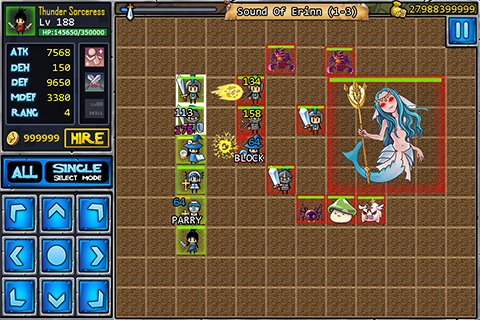 Thunder Sorceress
Lv 188
HP:145650/350000
Sound Of Erinn (1-3)
27988399999
ATK 7568
DEX 150
DEF 9650
MDEF 3380
RANG 4
999999 HIRE
ALL
SINGLE
SELECT MODE
134
113
158
64
BLOCK
64
PARRY